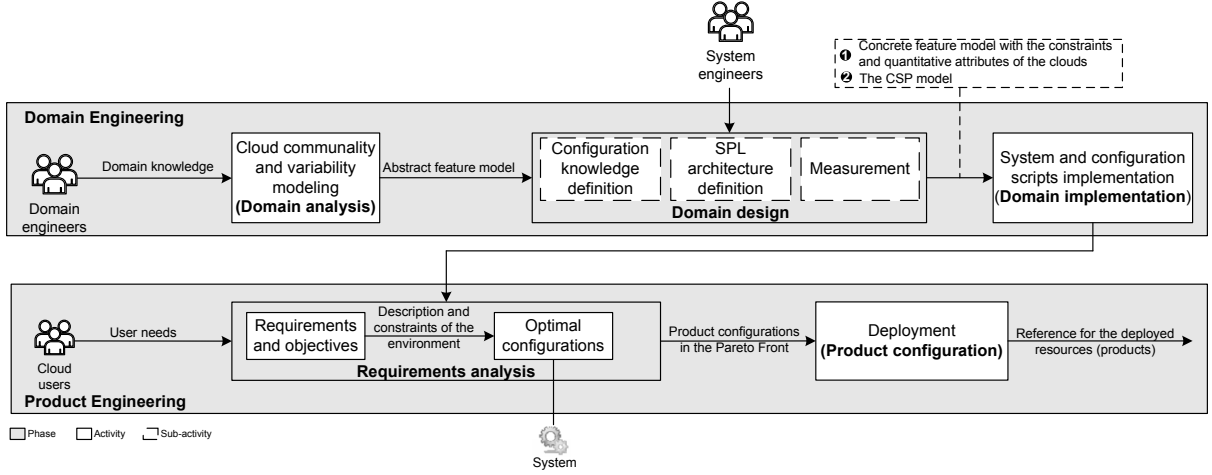 System
engineers
❶ Concrete feature model with the constraints
and quantitative attributes of the clouds
❷ The CSP model
Domain Engineering
Domain
engineers
Domain knowledge
Cloud communality
and variability
modeling
(Domain analysis)
Abstract feature model
Configuration
knowledge
definition
SPL
architecture
definition
Measurement
Domain design
System and configuration
scripts implementation
(Domain implementation)
Cloud
users
User needs
Requirements
and objectives
Description and
constraints of the
environment
Optimal
configurations
Requirements analysis
Product configurations
in the Pareto Front
Deployment
(Product configuration)
Reference for the deployed
resources (products)
Product Engineering
Phase
Activity
Sub-activity
System